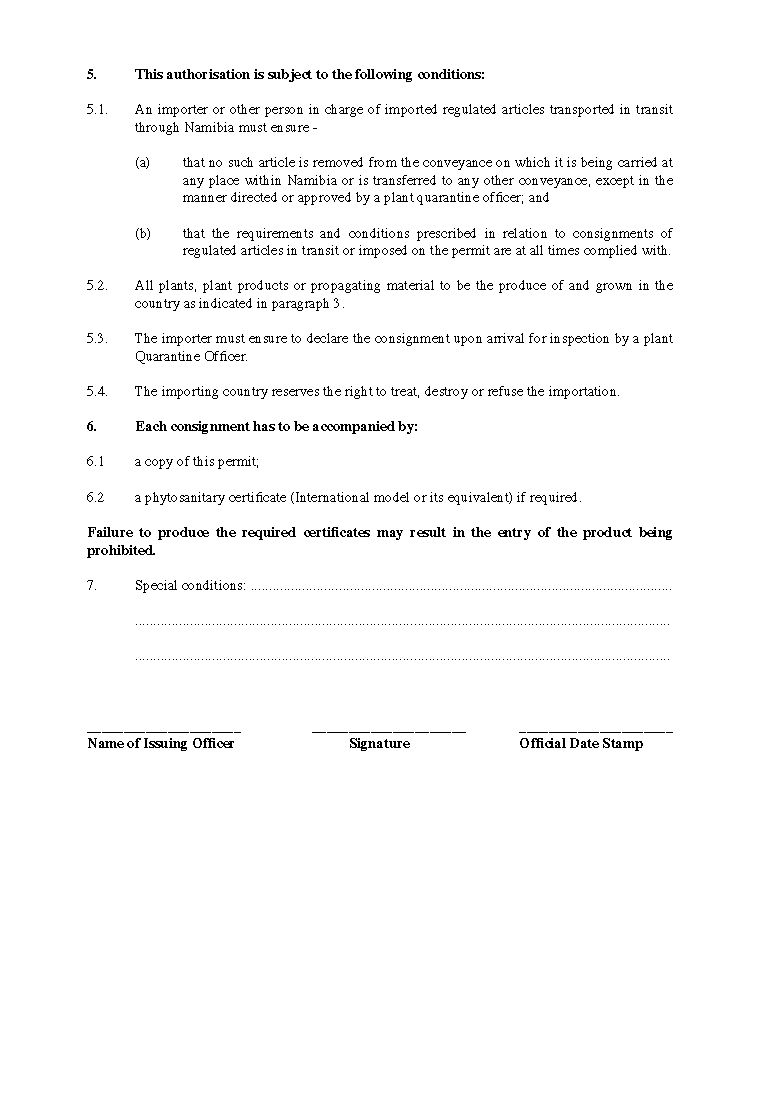 5. This authorisation is subject to the following conditions:
5.1. An importer or other person in charge of imported regulated articles transported in transit
through Namibia must ensure -
(a) that no such article is removed from the conveyance on which it is being carried at
any place within Namibia or is transferred to any other conveyance, except in the
manner directed or approved by a plant quarantine officer; and
(b) that the requirements and conditions prescribed in relation to consignments of
regulated articles in transit or imposed on the permit are at all times complied with.
5.2. All plants, plant products or propagating material to be the produce of and grown in the
country as indicated in paragraph 3.
5.3. The importer must ensure to declare the consignment upon arrival for inspection by a plant
Quarantine Officer.
5.4. The importing country reserves the right to treat, destroy or refuse the importation.
6. Each consignment has to be accompanied by:
6.1 a copy of this permit;
6.2 a phytosanitary certificate (International model or its equivalent) if required.
Failure to produce the required certificates may result in the entry of the product being
prohibited.
7. Special conditions: ....................................................................................................................
....................................................................................................................................................
....................................................................................................................................................
______________________ ______________________ ______________________
Name of Issuing Officer Signature Official Date Stamp